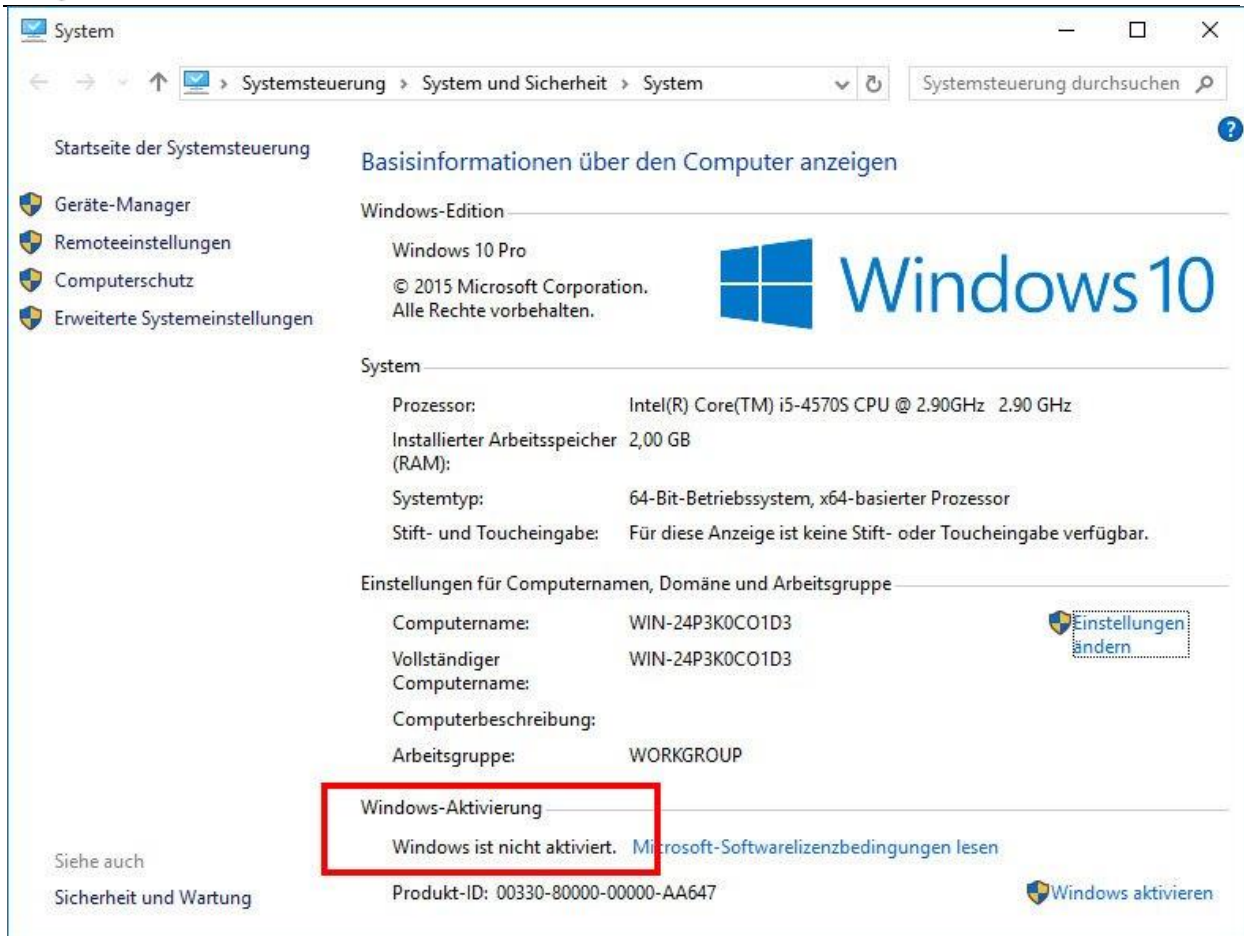 System
Systemsteuerung > System und Sicherheit > System
Systemsteuerung durchsuchen
?
Startseite der Systemsteuerung
Geräte-Manager
Remoteeinstellungen
Computerschutz
Erweiterte Systemeinstellungen
Basisinformationen über den Computer anzeigen
Windows-Edition
Windows 10 Pro
© 2015 Microsoft Corporation.
Alle Rechte vorbehalten.
Windows 10
System
Prozessor: Intel(R) Core(TM) i5-4570S CPU @ 2.90GHz 2.90 GHz
Installierter Arbeitsspeicher 2,00 GB
(RAM):
Systemtyp: 64-Bit-Betriebssystem, x64-basierter Prozessor
Stift- und Toucheingabe: Für diese Anzeige ist keine Stift- oder Toucheingabe verfügbar.
Einstellungen für Computernamen, Domäne und Arbeitsgruppe
Computername: WIN-24P3K0CO1D3
Einstellungen
ändern
Vollständiger WIN-24P3K0CO1D3
Computername:
Computerbeschreibung:
Arbeitsgruppe: WORKGROUP
Windows-Aktivierung
Windows ist nicht aktiviert. Microsoft-Softwarelizenzbedingungen lesen
Produkt-ID: 00330-80000-00000-AA647
Windows aktivieren
Siehe auch
Sicherheit und Wartung